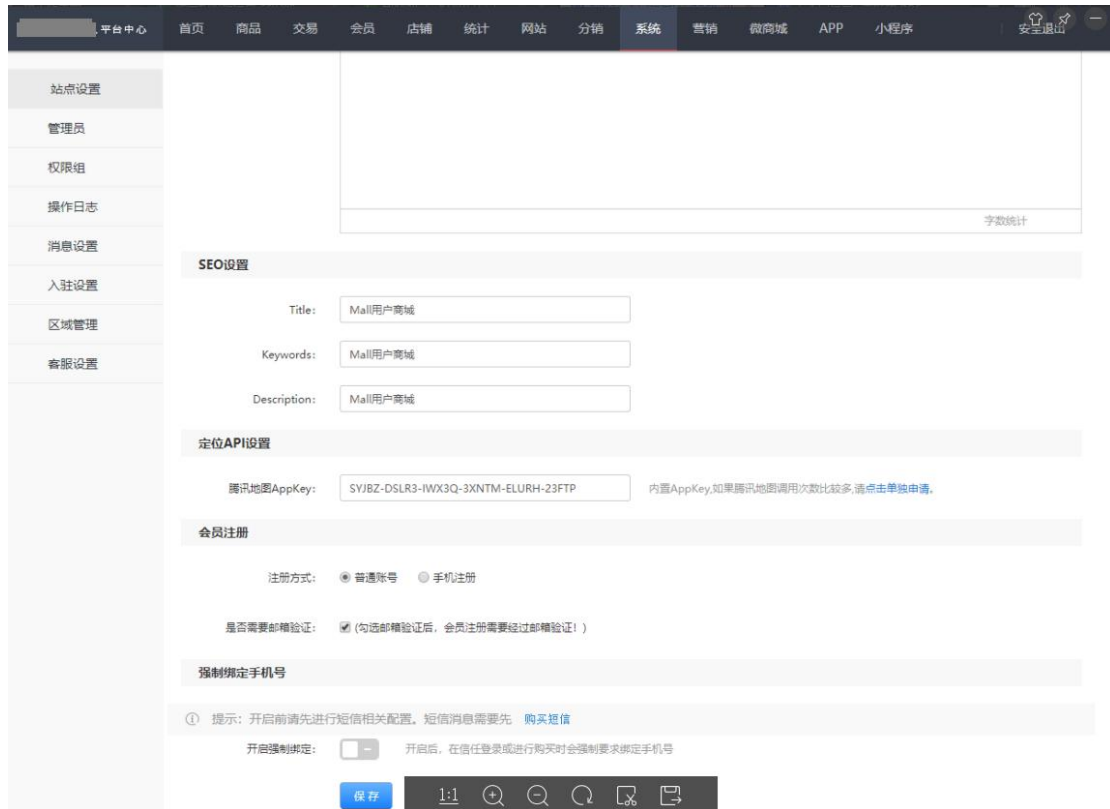 平台中心 首页 商品 交易 会员 店铺 统计 网站 分销 系统 营销 微商城 APP 小程序 安全退出
站点设置
管理员
权限组
操作日志
消息设置
入驻设置
区域管理
客服设置
字数统计
SEO设置
Title: Mall用户商城
Keywords: Mall用户商城
Description: Mall用户商城
定位API设置
腾讯地图AppKey: SYJBZ-DSLR3-IWX3Q-3XNTM-ELURH-23FTP 内置AppKey,如果腾讯地图调用次数比较多,请点击单独申请。
会员注册
注册方式: 普通账号 手机注册
是否需要邮箱验证: (勾选邮箱验证后，会员注册需要经过邮箱验证！)
强制绑定手机号
提示：开启前请先进行短信相关配置。短信消息需要先 购买短信
开启强制绑定: 开启后，在信任登录或进行购买时会强制要求绑定手机号
保存 1:1